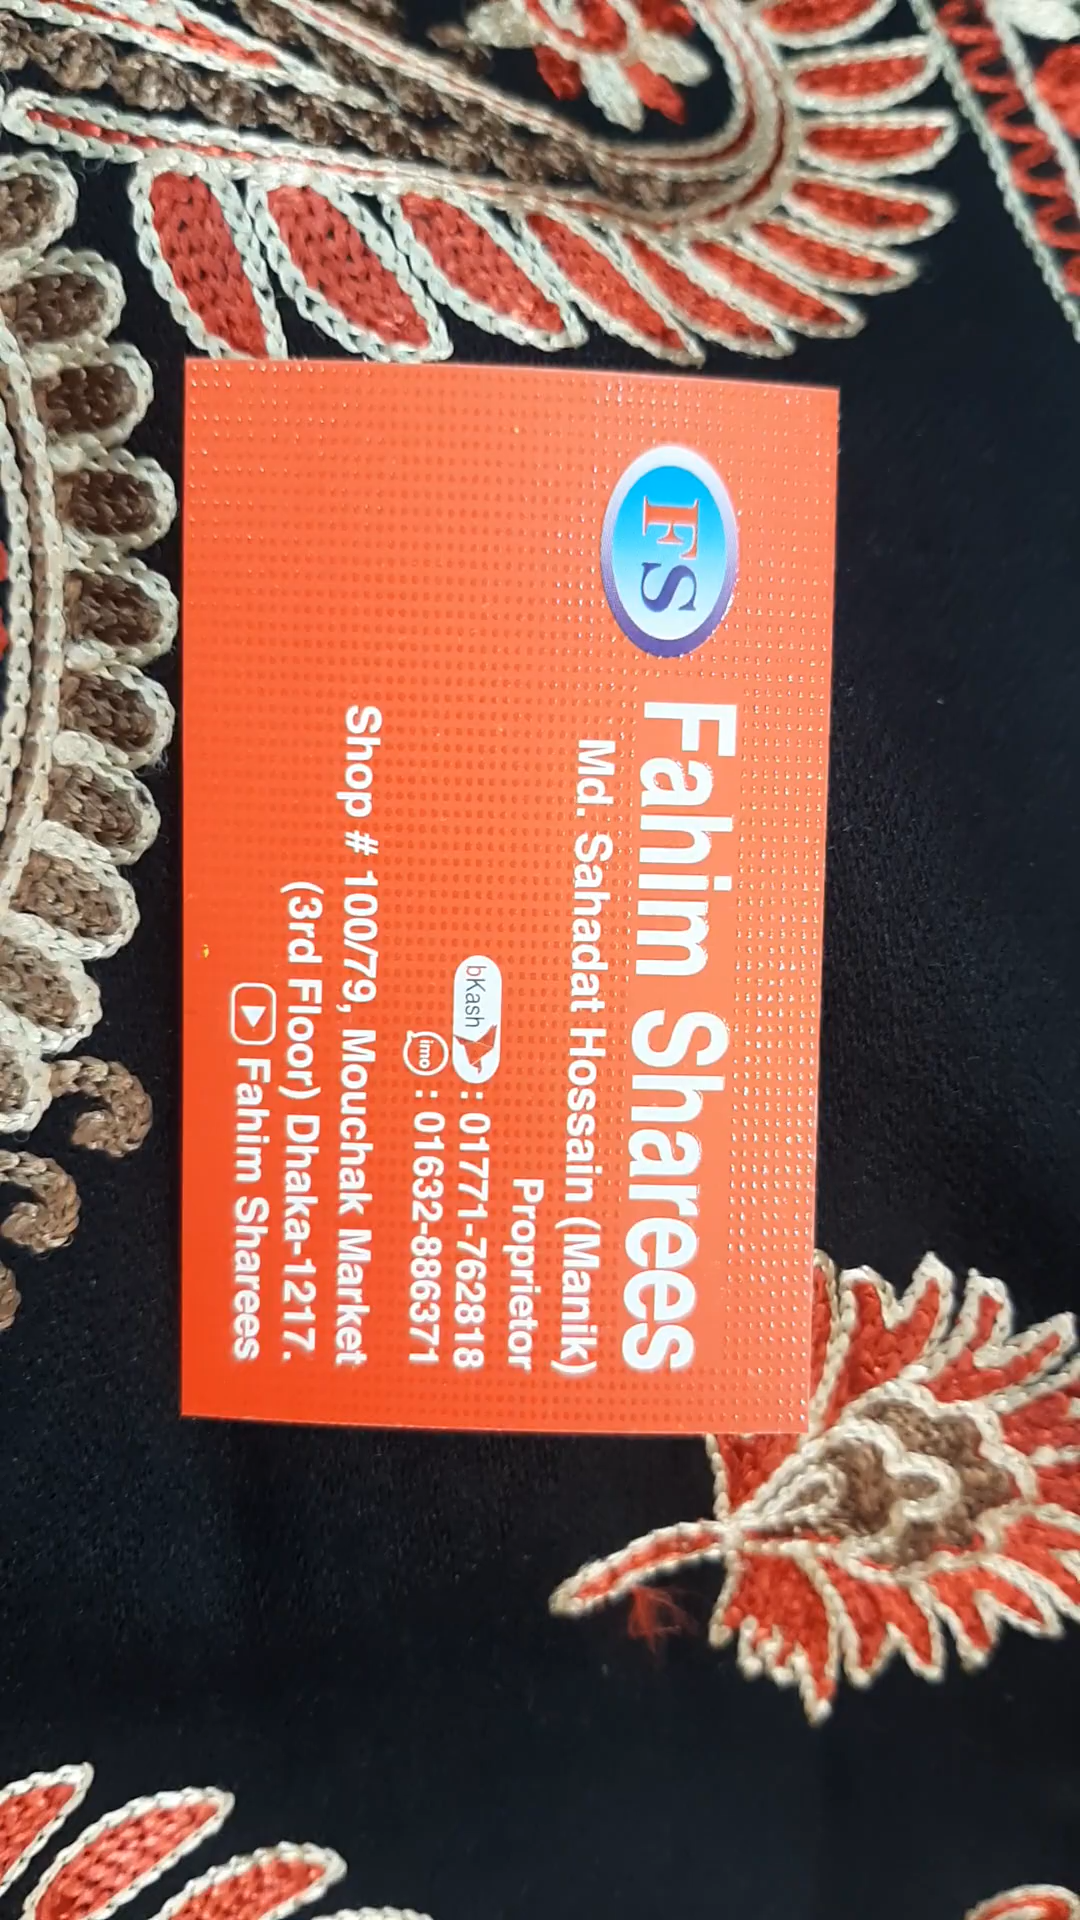 FS
Fahim Sharees
Md. Sahadat Hossain (Manik)
Proprietor
bKash : 01771-762818
imo : 01632-886371
Shop # 100/79, Mouchak Market
(3rd Floor) Dhaka-1217.
Fahim Sharees